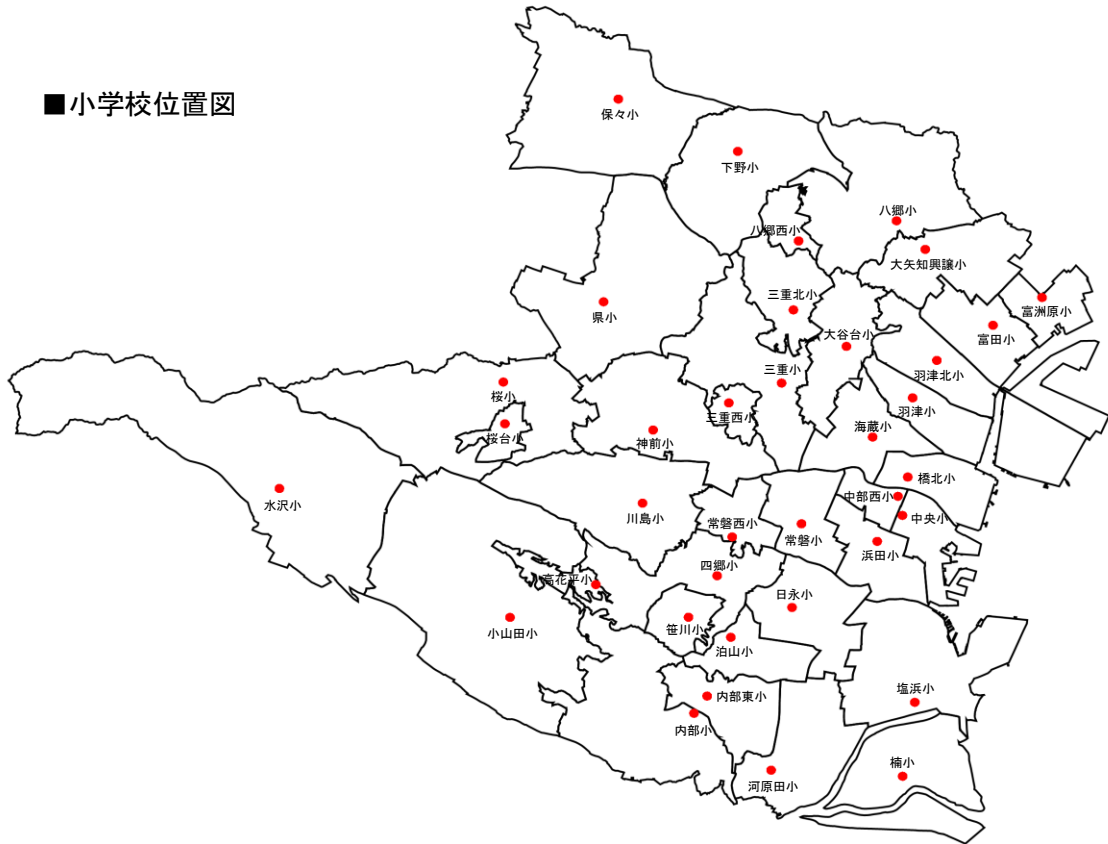 ■小学校位置図
保々小
下野小
八郷小
八郷西小
大矢知興譲小
三重北小
県小
富洲原小
大谷台小
富田小
三重小
羽津北小
桜小
羽津小
三重西小
桜台小
神前小
海蔵小
橋北小
水沢小
中部西小
川島小
常磐西小
常磐小
中央小
浜田小
四郷小
高花平小
日永小
小山田小
笹川小
泊山小
内部東小
塩浜小
内部小
河原田小
楠小